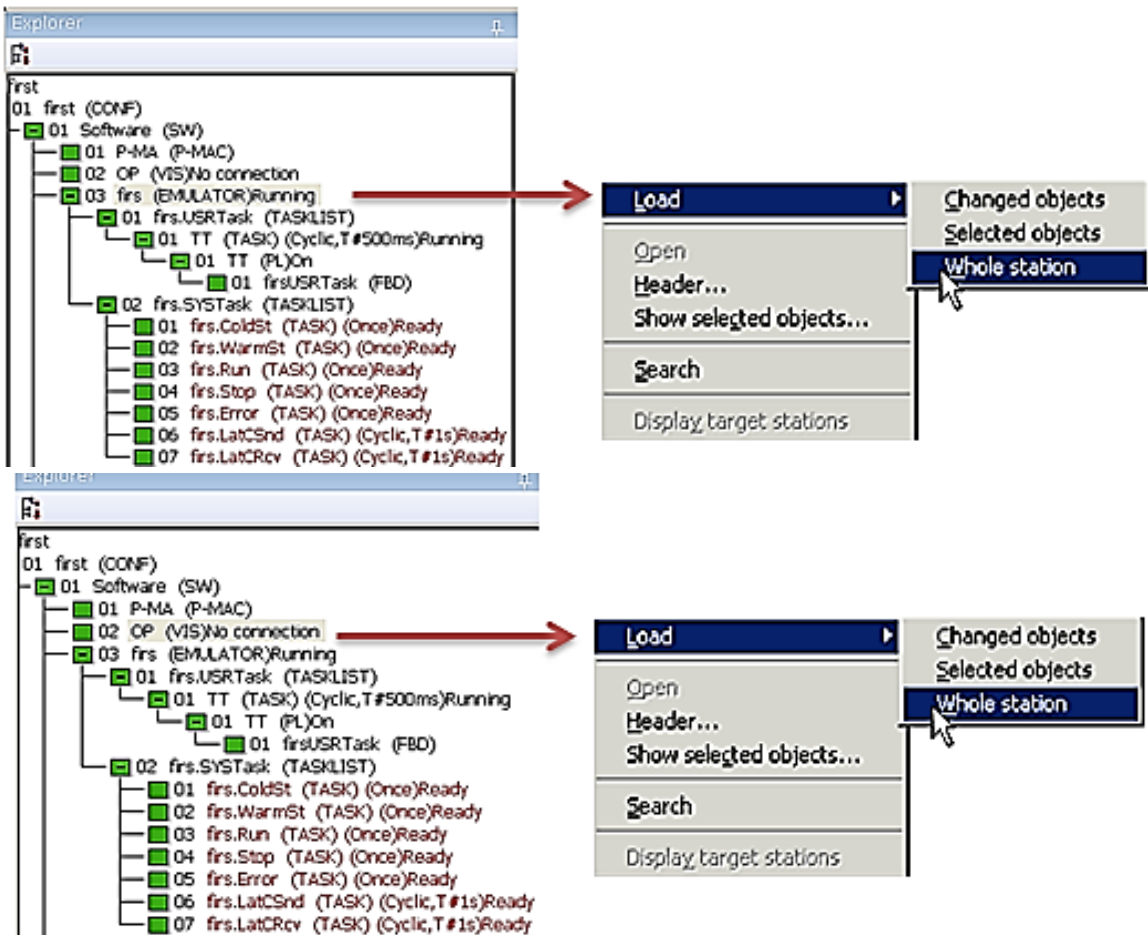 Explorer
first
01 first (CONF)
01 Software (SW)
01 P-MA (P-MAC)
02 OP (VIS)No connection
03 firs (EMULATOR)Running
01 firs.USRTask (TASKLIST)
01 TT (TASK) (Cyclic,T#500ms)Running
01 TT (PL)On
01 firsUSRTask (FBD)
02 firs.SYSTask (TASKLIST)
01 firs.ColdSt (TASK) (Once)Ready
02 firs.WarmSt (TASK) (Once)Ready
03 firs.Run (TASK) (Once)Ready
04 firs.Stop (TASK) (Once)Ready
05 firs.Error (TASK) (Once)Ready
06 firs.LatCSnd (TASK) (Cyclic,T#1s)Ready
07 firs.LatCRcv (TASK) (Cyclic,T#1s)Ready
Load
Open
Header...
Show selected objects...
Search
Display target stations
Changed objects
Selected objects
Whole station
Explorer
first
01 first (CONF)
01 Software (SW)
01 P-MA (P-MAC)
02 OP (VIS)No connection
03 firs (EMULATOR)Running
01 firs.USRTask (TASKLIST)
01 TT (TASK) (Cyclic,T#500ms)Running
01 TT (PL)On
01 firsUSRTask (FBD)
02 firs.SYSTask (TASKLIST)
01 firs.ColdSt (TASK) (Once)Ready
02 firs.WarmSt (TASK) (Once)Ready
03 firs.Run (TASK) (Once)Ready
04 firs.Stop (TASK) (Once)Ready
05 firs.Error (TASK) (Once)Ready
06 firs.LatCSnd (TASK) (Cyclic,T#1s)Ready
07 firs.LatCRcv (TASK) (Cyclic,T#1s)Ready
Load
Open
Header...
Show selected objects...
Search
Display target stations
Changed objects
Selected objects
Whole station